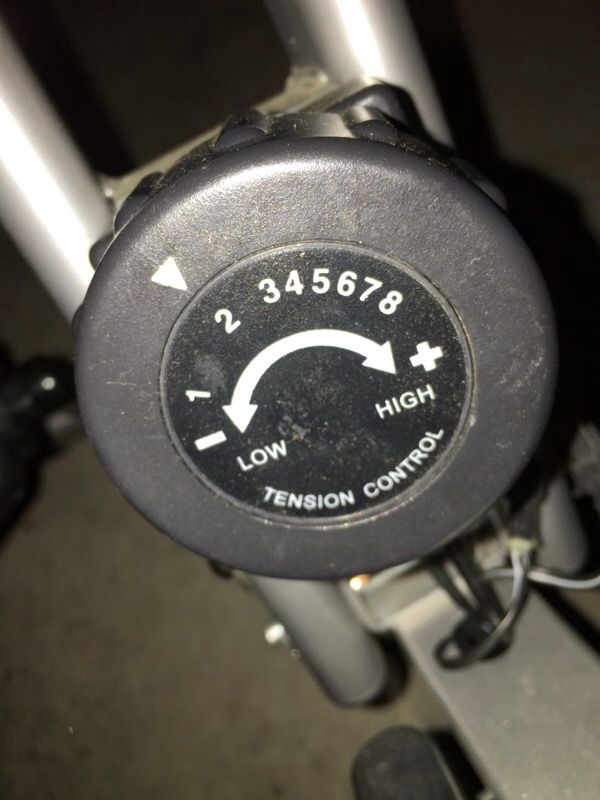 1 2 345678
− +
LOW HIGH
TENSION CONTROL